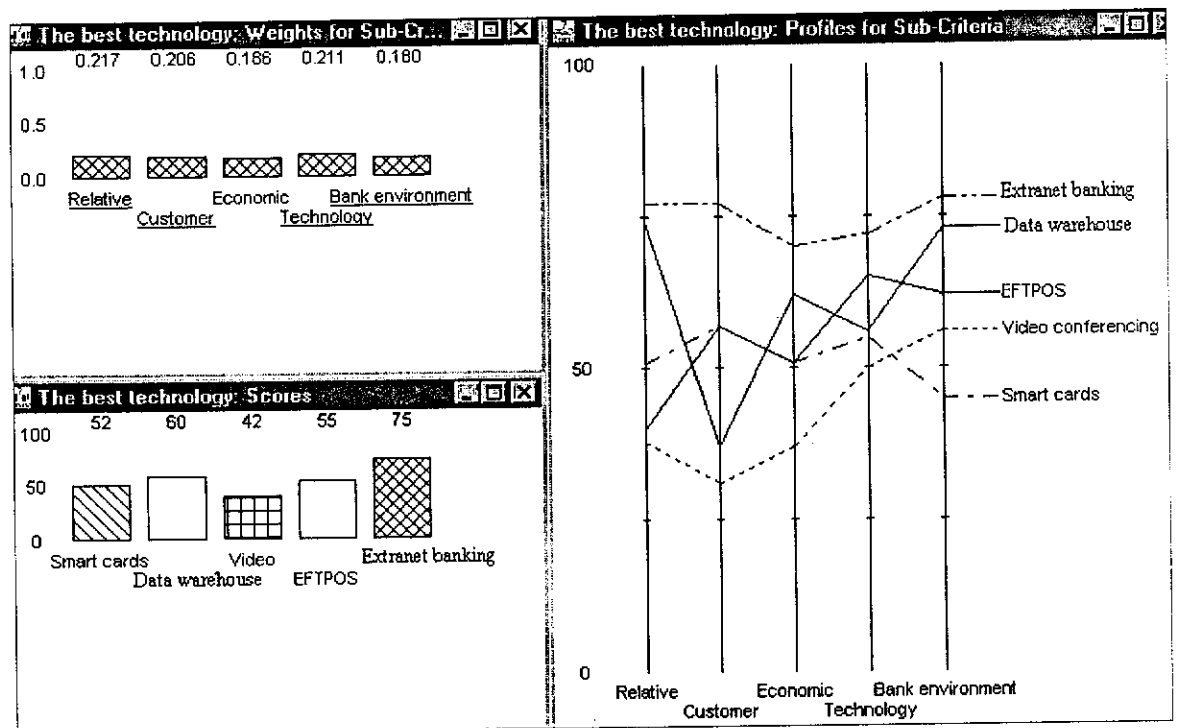 The best technology: Weights for Sub-Cr...
0.217 0.206 0.186 0.211 0.180
1.0
0.5
0.0
Relative Economic Bank environment
Customer Technology
The best technology: Scores
52 60 42 55 75
100
50
0
Smart cards Video Extranet banking
Data warehouse EFTPOS
The best technology: Profiles for Sub-Criteria
100
50
0
Extranet banking
Data warehouse
EFTPOS
Video conferencing
Smart cards
Relative Economic Bank environment
Customer Technology